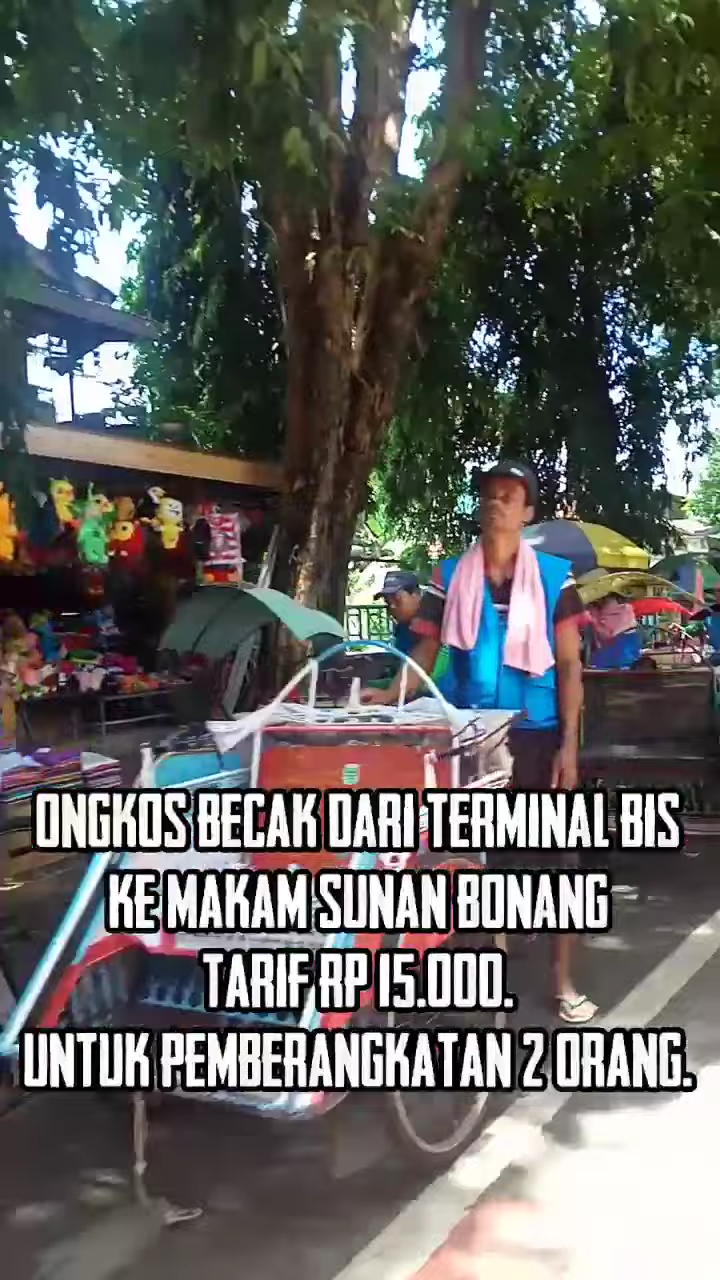 ONGKOS BECAK DARI TERMINAL BIS
KE MAKAM SUNAN BONANG
TARIF RP 15.000.
UNTUK PEMBERANGKATAN 2 ORANG.